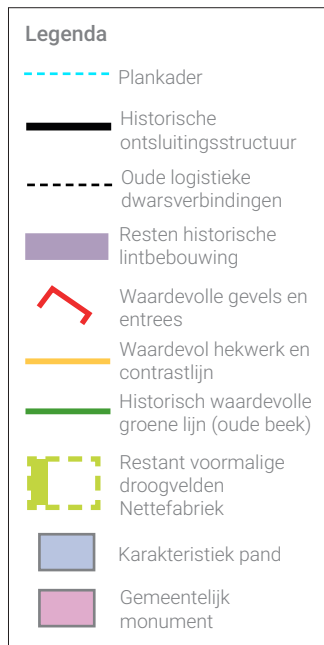 Legenda
Plankader
Historische
ontsluitingsstructuur
Oude logistieke
dwarsverbindingen
Resten historische
lintbebouwing
Waardevolle gevels en
entrees
Waardevol hekwerk en
contrastlijn
Historisch waardevolle
groene lijn (oude beek)
Restant voormalige
droogvelden
Nettefabriek
Karakteristiek pand
Gemeentelijk
monument